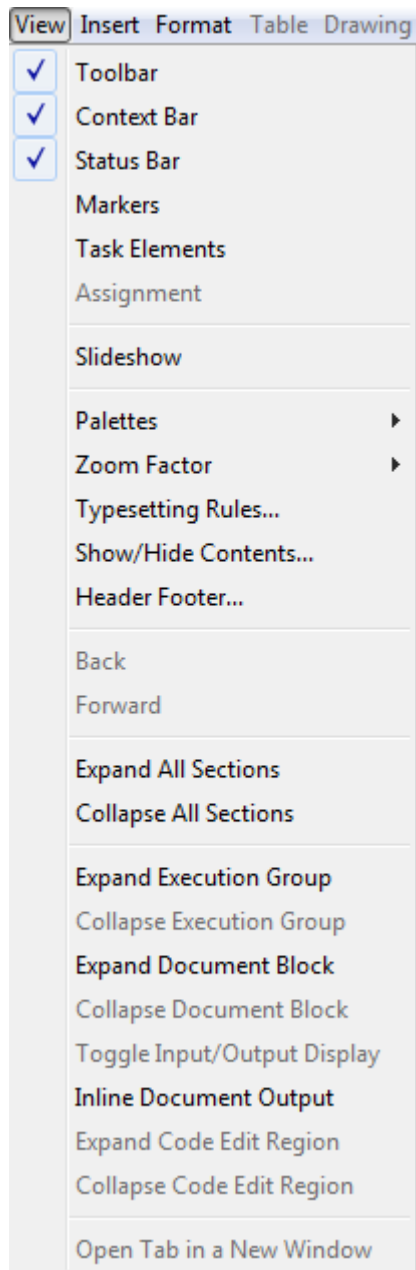 View Insert Format Table Drawing
Toolbar
Context Bar
Status Bar
Markers
Task Elements
Assignment
Slideshow
Palettes
Zoom Factor
Typesetting Rules...
Show/Hide Contents...
Header Footer...
Back
Forward
Expand All Sections
Collapse All Sections
Expand Execution Group
Collapse Execution Group
Expand Document Block
Collapse Document Block
Toggle Input/Output Display
Inline Document Output
Expand Code Edit Region
Collapse Code Edit Region
Open Tab in a New Window